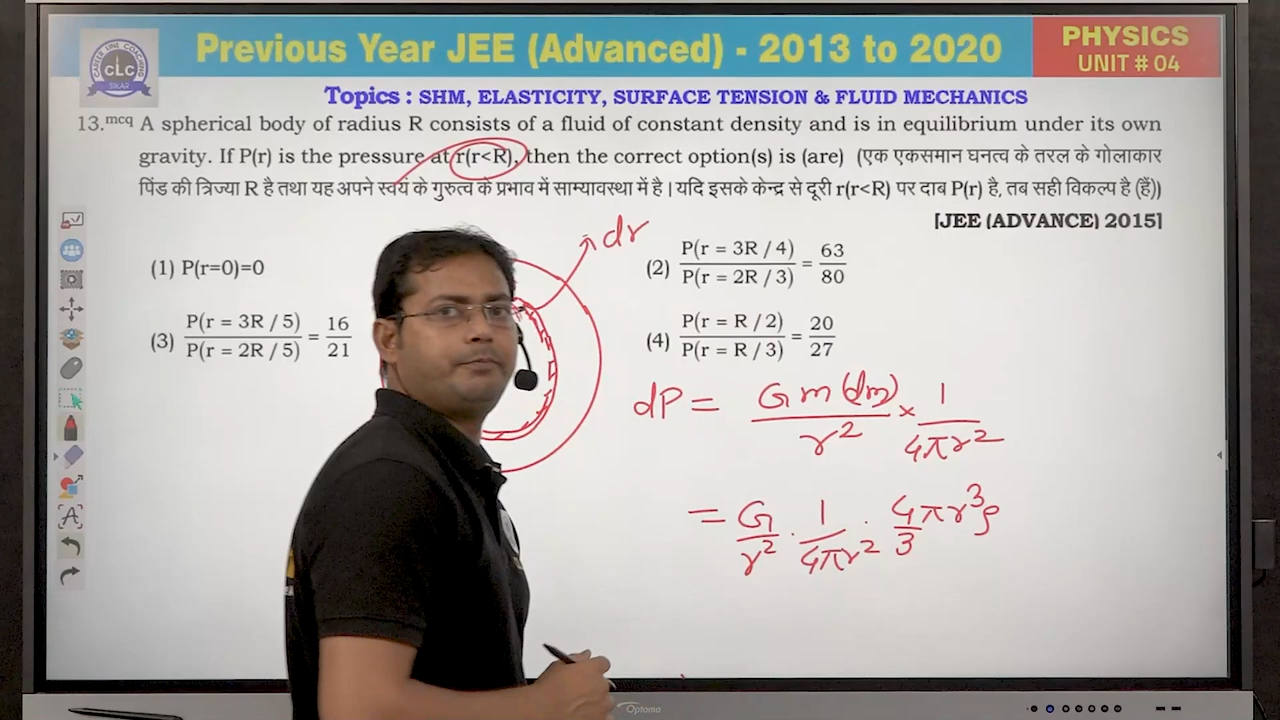 Previous Year JEE (Advanced) - 2013 to 2020
PHYSICS
UNIT # 04
CLC
SIKAR
Topics : SHM, ELASTICITY, SURFACE TENSION & FLUID MECHANICS
13.mcq A spherical body of radius R consists of a fluid of constant density and is in equilibrium under its own
gravity. If P(r) is the pressure at r(r<R), then the correct option(s) is (are) (एक एकसमान घनत्व के तरल के गोलाकार
पिंड की त्रिज्या R है तथा यह अपने स्वयं के गुरुत्व के प्रभाव में साम्यावस्था में है। यदि इसके केन्द्र से दूरी r(r<R) पर दाब P(r) है, तब सही विकल्प है (हैं))
[JEE (ADVANCE) 2015]
(1) P(r=0)=0
(2) P(r = 3R / 4) / P(r = 2R / 3) = 63 / 80
(3) P(r = 3R / 5) / P(r = 2R / 5) = 16 / 21
(4) P(r = R / 2) / P(r = R / 3) = 20 / 27
dr
dP = G m (dm) / r² × 1 / 4πr²
= G / r² · 1 / 4πr² · 4 / 3 πr³ρ
Optoma